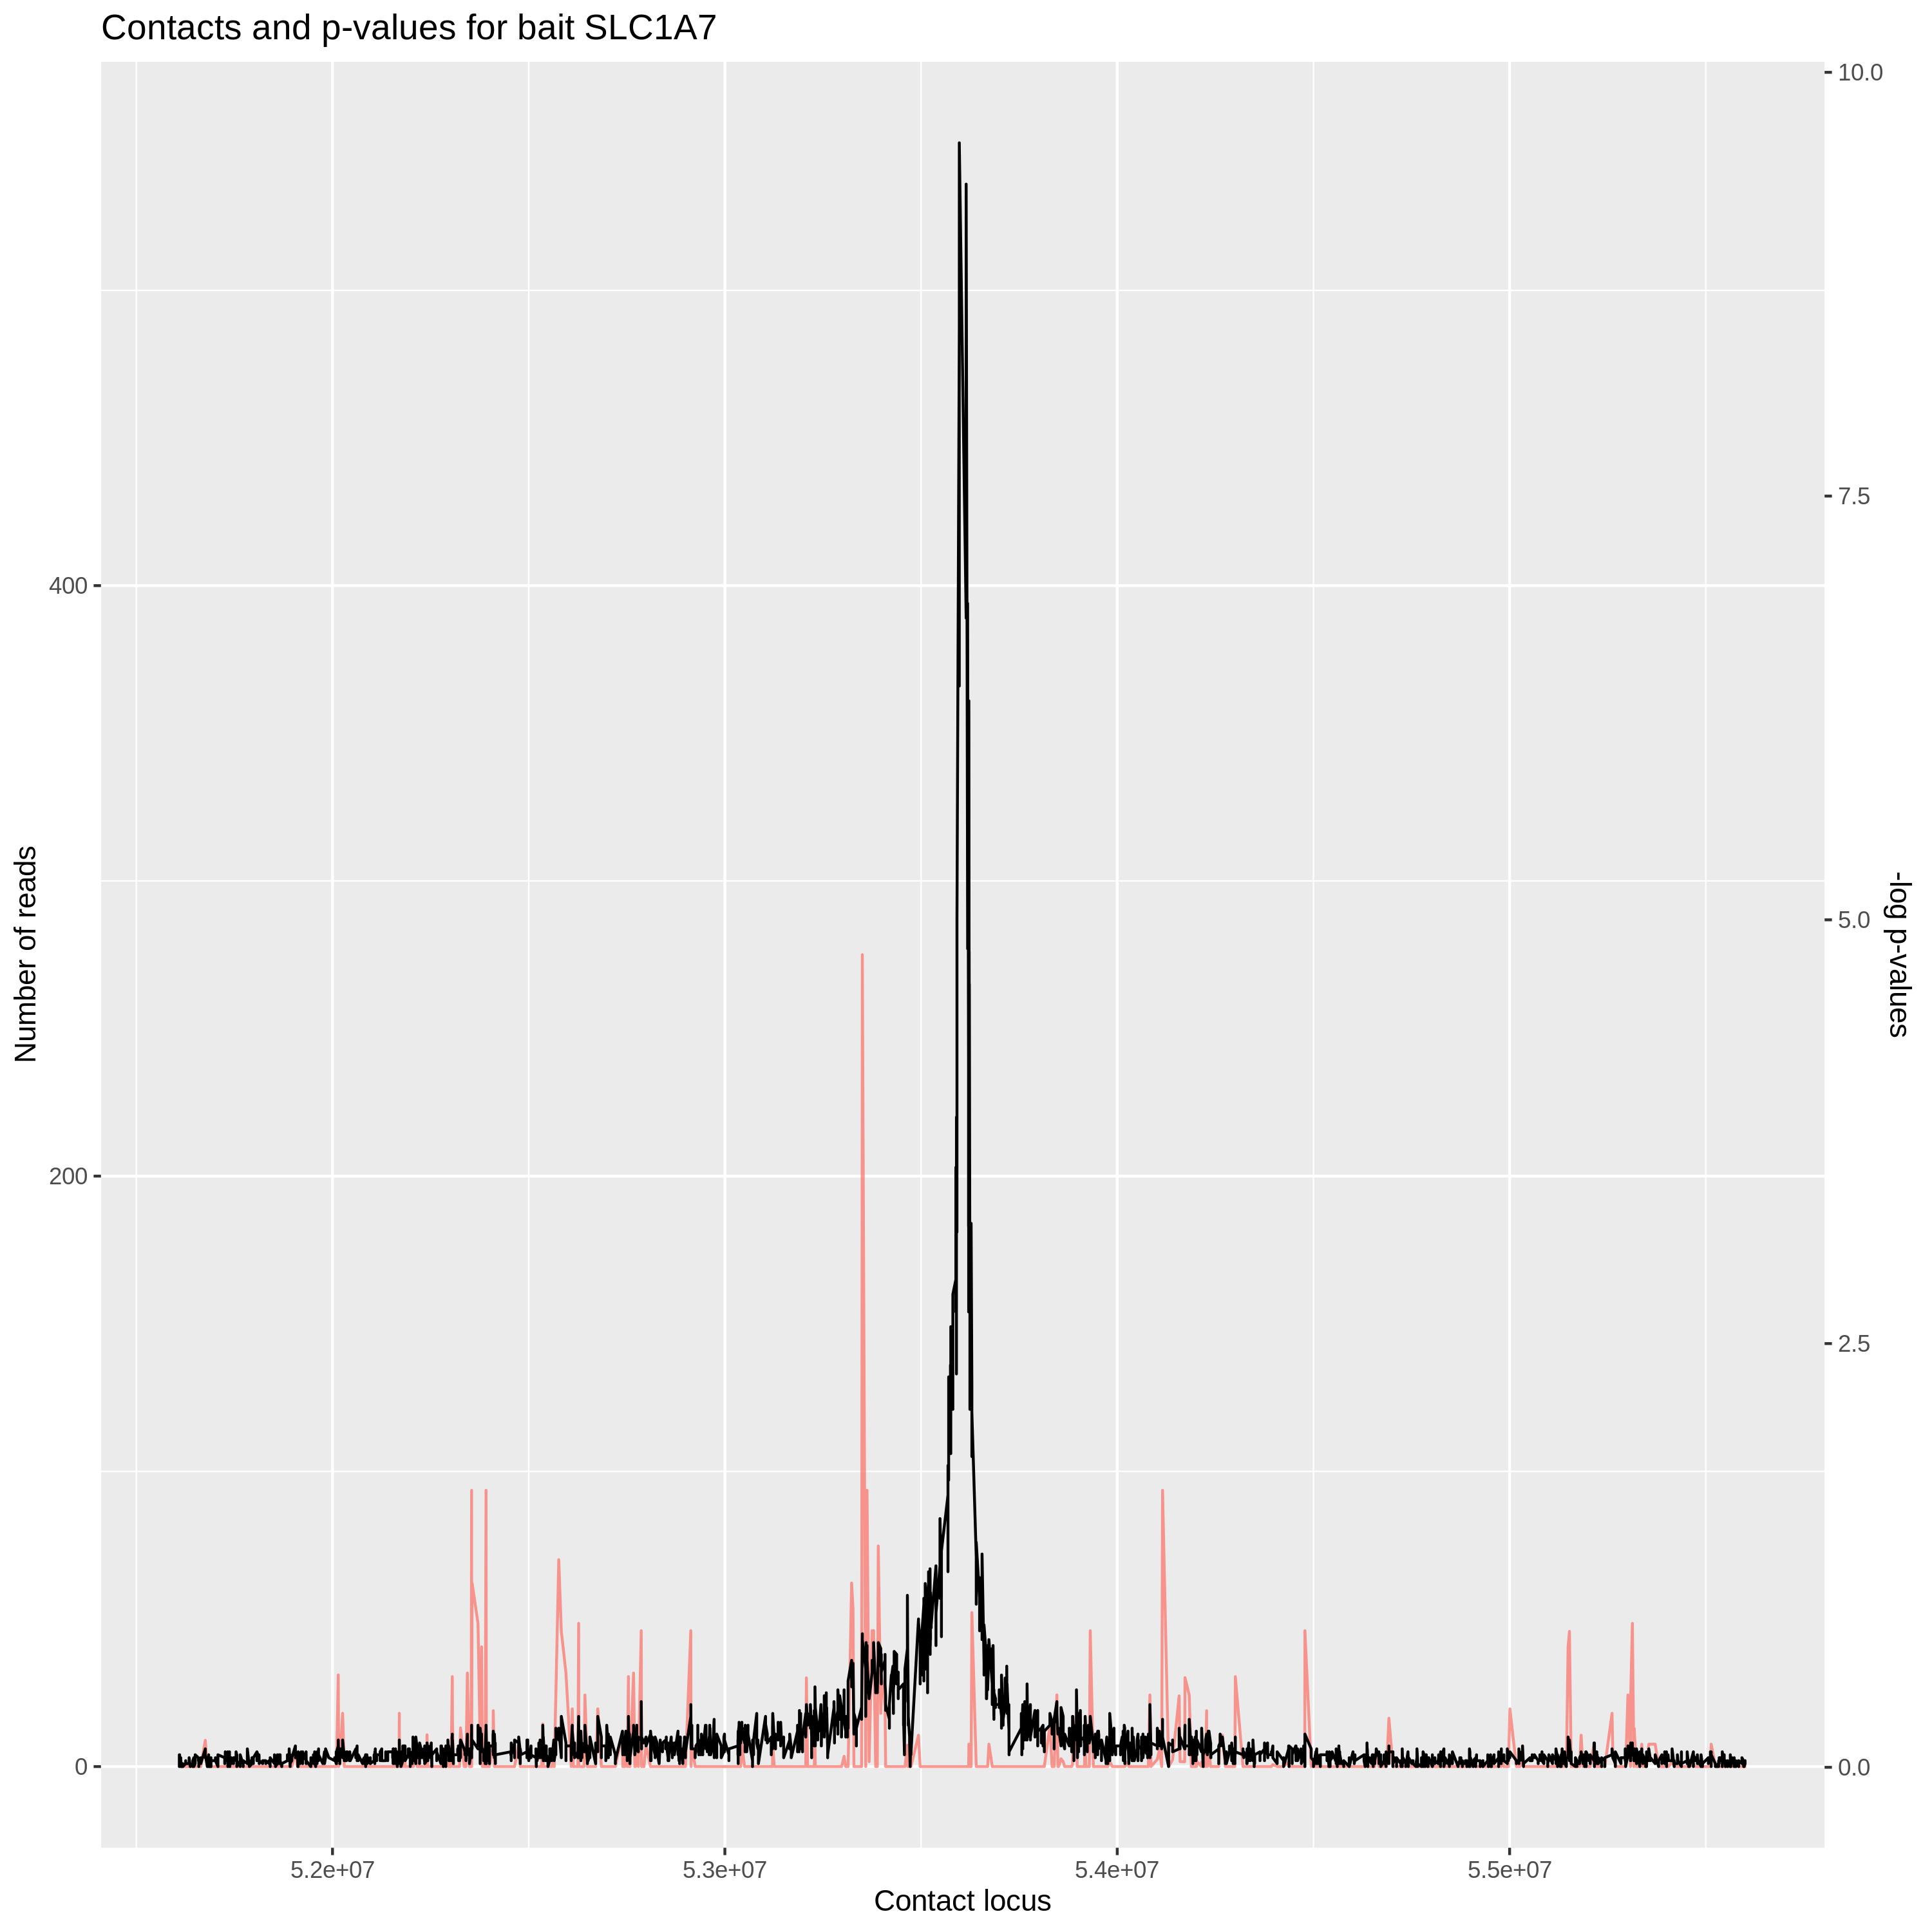 Contacts and p-values for bait SLC1A7
Number of reads
400
200
0
10.0
7.5
5.0
2.5
0.0
-log p-values
5.2e+07
5.3e+07
5.4e+07
5.5e+07
Contact locus